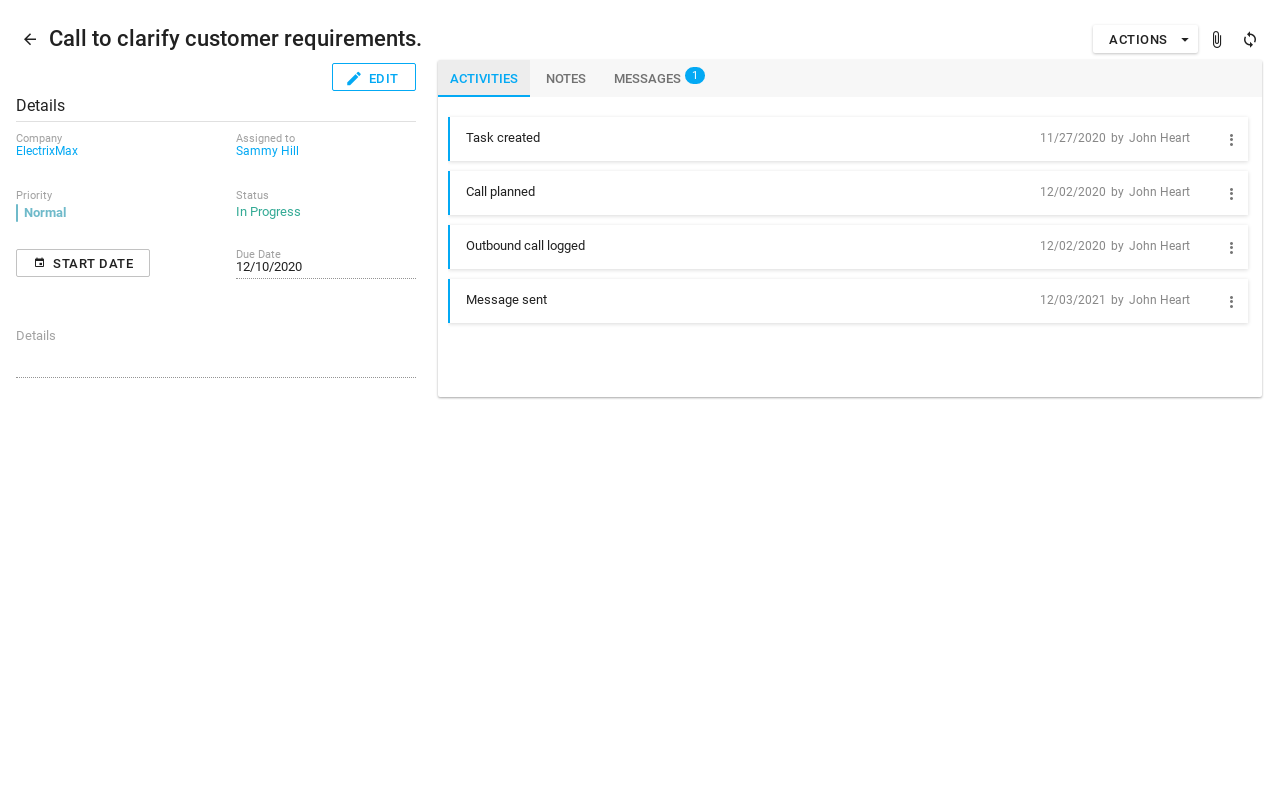 Call to clarify customer requirements.
ACTIONS
EDIT
Details
Company
ElectrixMax
Assigned to
Sammy Hill
Priority
Normal
Status
In Progress
START DATE
Due Date
12/10/2020
Details
ACTIVITIES NOTES MESSAGES 1
Task created 11/27/2020 by John Heart
Call planned 12/02/2020 by John Heart
Outbound call logged 12/02/2020 by John Heart
Message sent 12/03/2021 by John Heart